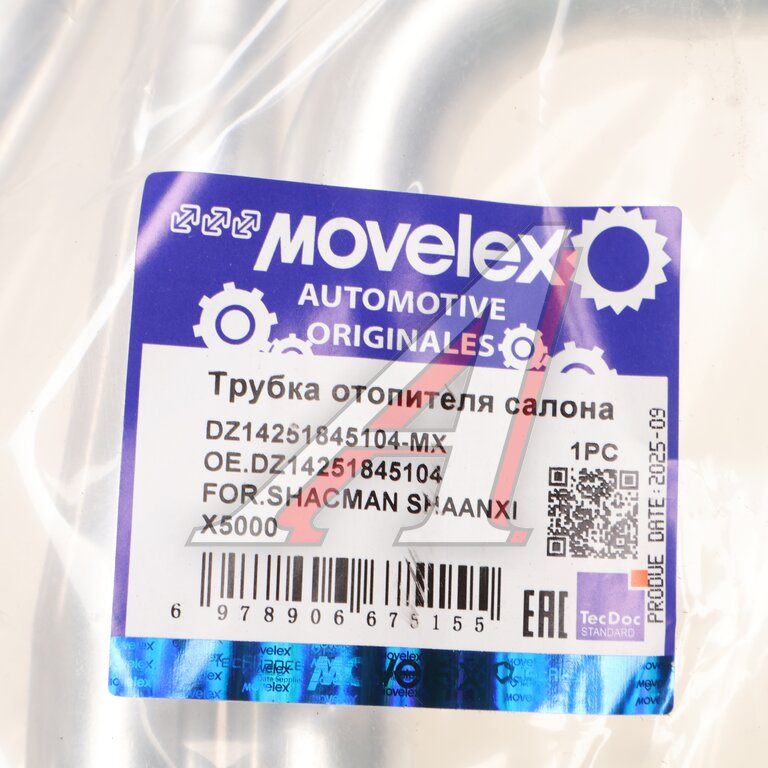 MOVelex
AUTOMOTIVE
ORIGINALES
Трубка отопителя салона
DZ14251845104-MX
OE.DZ14251845104
FOR.SHACMAN SHAANXI
X5000
1PC
PRODUE DATE:2025-09
6 978906 675155
EAC
TecDoc
STANDARD